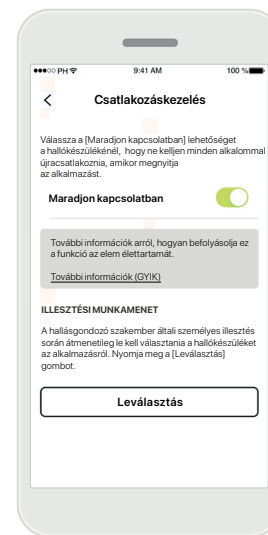 PH 9:41 AM 100 %
Csatlakozáskezelés
Válassza a [Maradjon kapcsolatban] lehetőséget
a hallókészülékénél, hogy ne kelljen minden alkalommal
újracsatlakoznia, amikor megnyitja
az alkalmazást.
Maradjon kapcsolatban
További információk arról, hogyan befolyásolja ez
a funkció az elem élettartamát.
További információk (GYIK)
ILLESZTÉSI MUNKAMENET
A hallásgondozó szakember általi személyes illesztés
során átmenetileg le kell választania a hallókészüléket
az alkalmazásról. Nyomja meg a [Leválasztás]
gombot.
Leválasztás